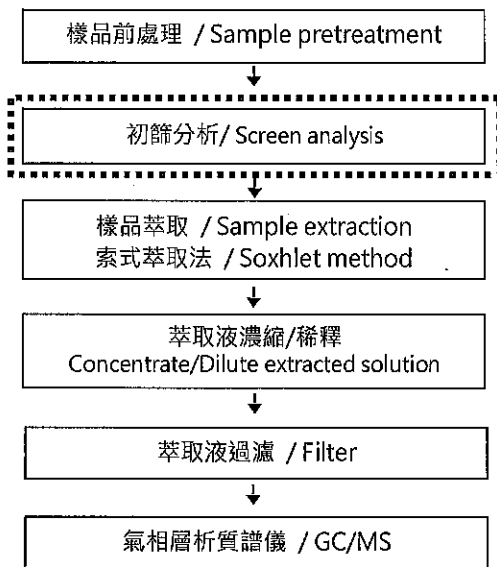 樣品前處理 / Sample pretreatment
初篩分析/ Screen analysis
樣品萃取 / Sample extraction
索式萃取法 / Soxhlet method
萃取液濃縮/稀釋
Concentrate/Dilute extracted solution
萃取液過濾 / Filter
氣相層析質譜儀 / GC/MS